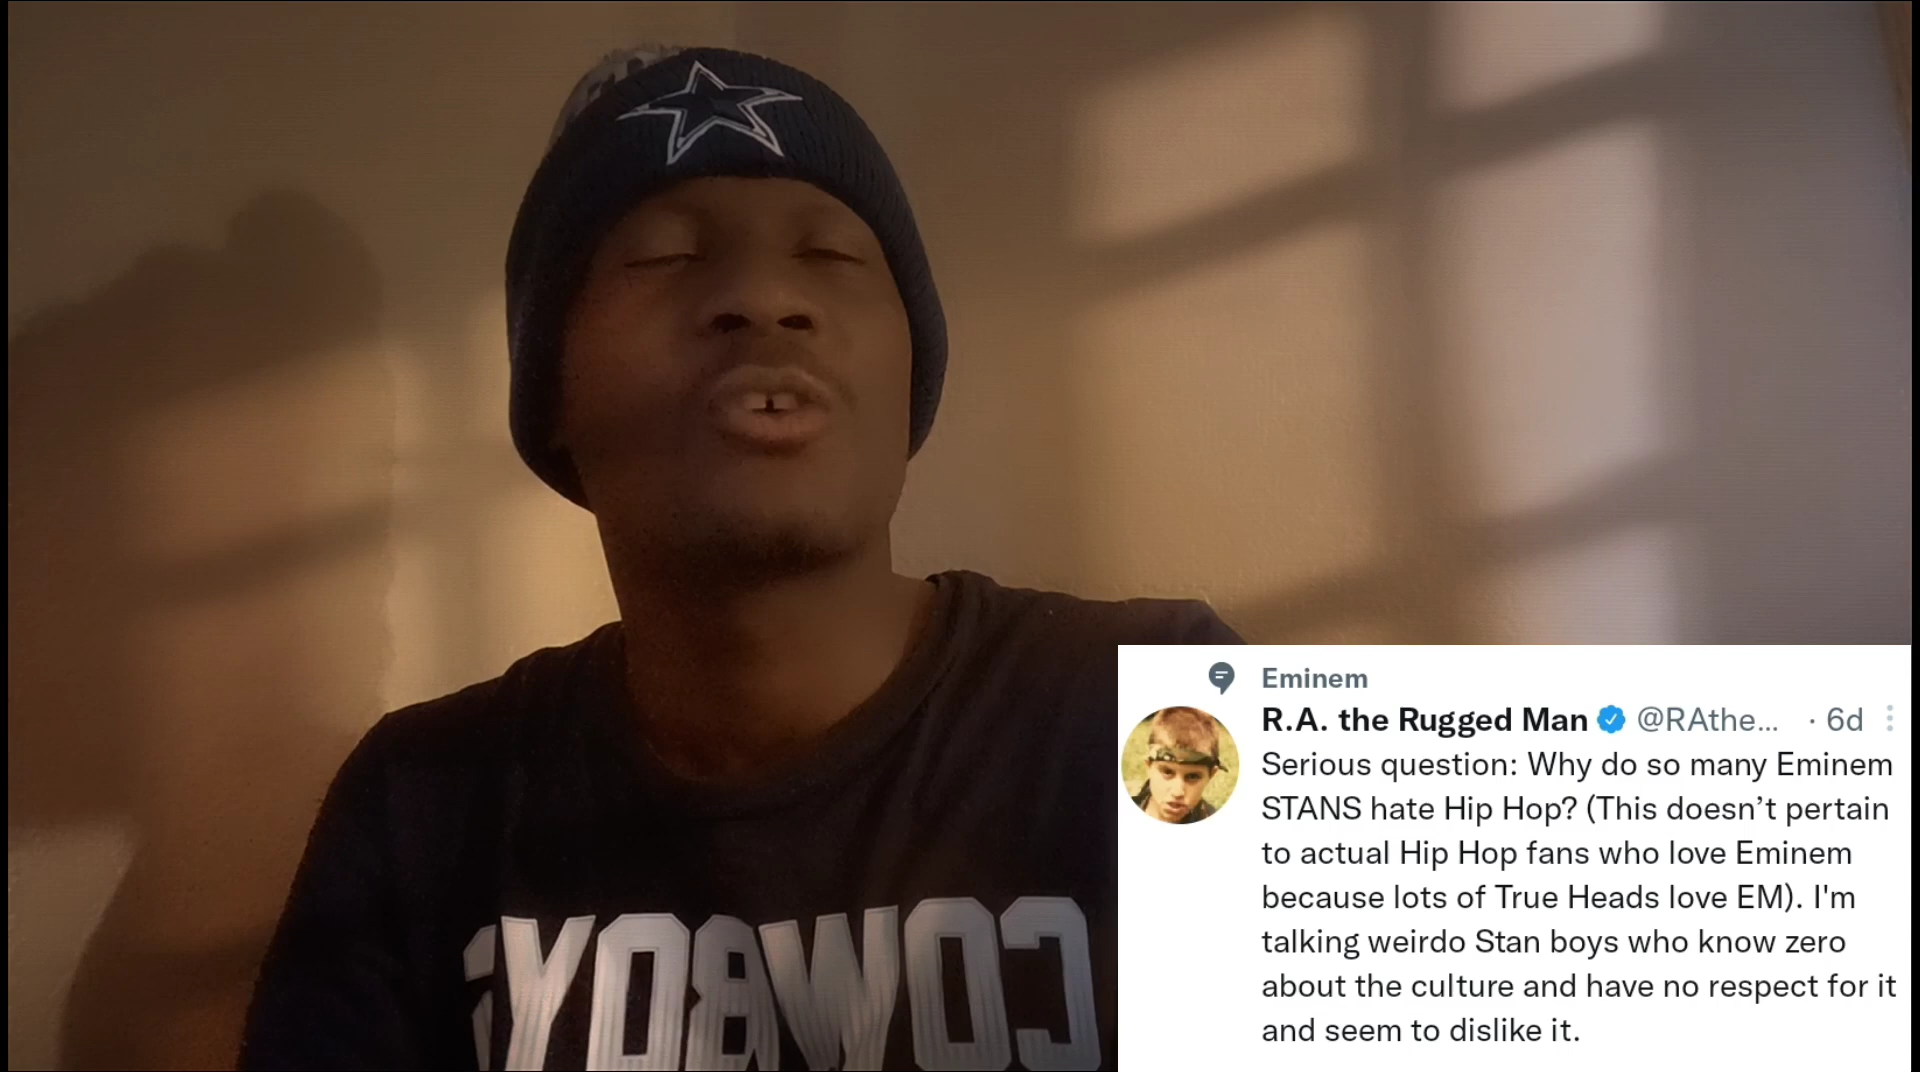 COWBOYS
Eminem
R.A. the Rugged Man @RAthe... · 6d
Serious question: Why do so many Eminem
STANS hate Hip Hop? (This doesn't pertain
to actual Hip Hop fans who love Eminem
because lots of True Heads love EM). I'm
talking weirdo Stan boys who know zero
about the culture and have no respect for it
and seem to dislike it.